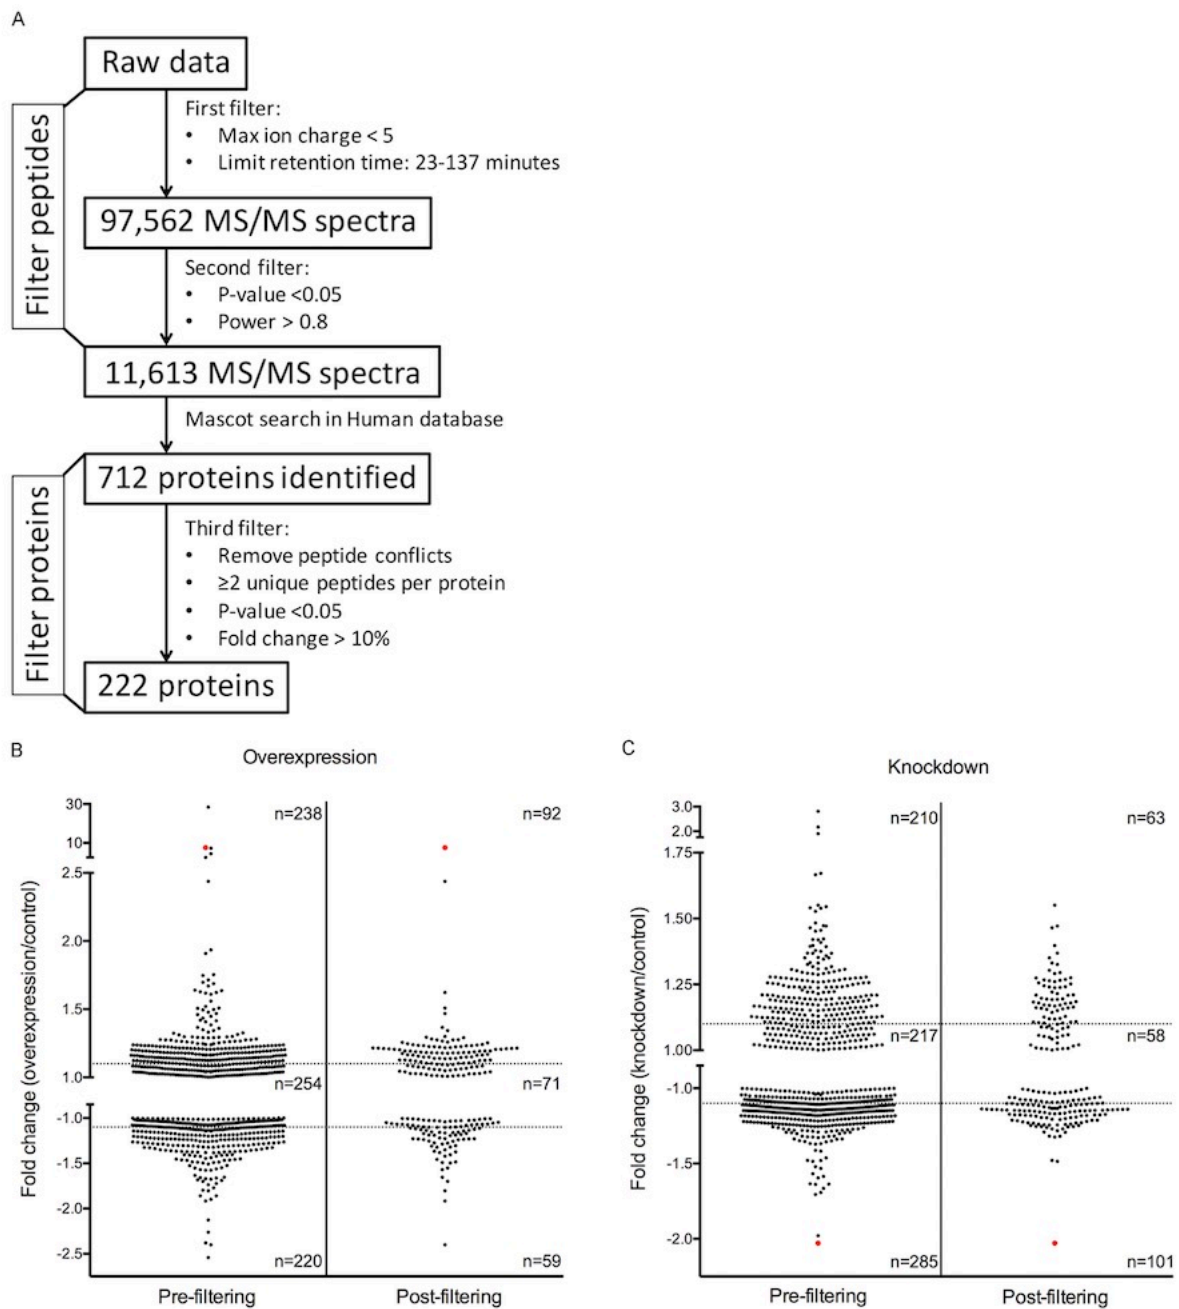 A
Raw data
First filter:
• Max ion charge < 5
• Limit retention time: 23-137 minutes
Filter peptides
97,562 MS/MS spectra
Second filter:
• P-value <0.05
• Power > 0.8
11,613 MS/MS spectra
Mascot search in Human database
712 proteins identified
Filter proteins
Third filter:
• Remove peptide conflicts
• ≥2 unique peptides per protein
• P-value <0.05
• Fold change > 10%
222 proteins
B
Overexpression
Fold change (overexpression/control)
30
10
2.5
2.0
1.5
1.0
-1.0
-1.5
-2.0
-2.5
n=238
n=92
n=254
n=71
n=220
n=59
Pre-filtering
Post-filtering
C
Knockdown
Fold change (knockdown/control)
3.0
2.0
1.75
1.50
1.25
1.00
-1.0
-1.5
-2.0
n=210
n=63
n=217
n=58
n=285
n=101
Pre-filtering
Post-filtering